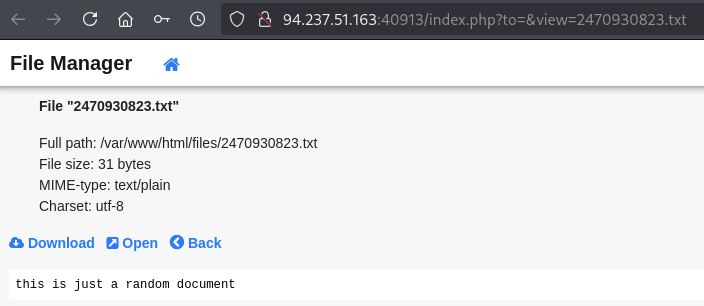 94.237.51.163:40913/index.php?to=&view=2470930823.txt
File Manager
File "2470930823.txt"
Full path: /var/www/html/files/2470930823.txt
File size: 31 bytes
MIME-type: text/plain
Charset: utf-8
Download Open Back
this is just a random document